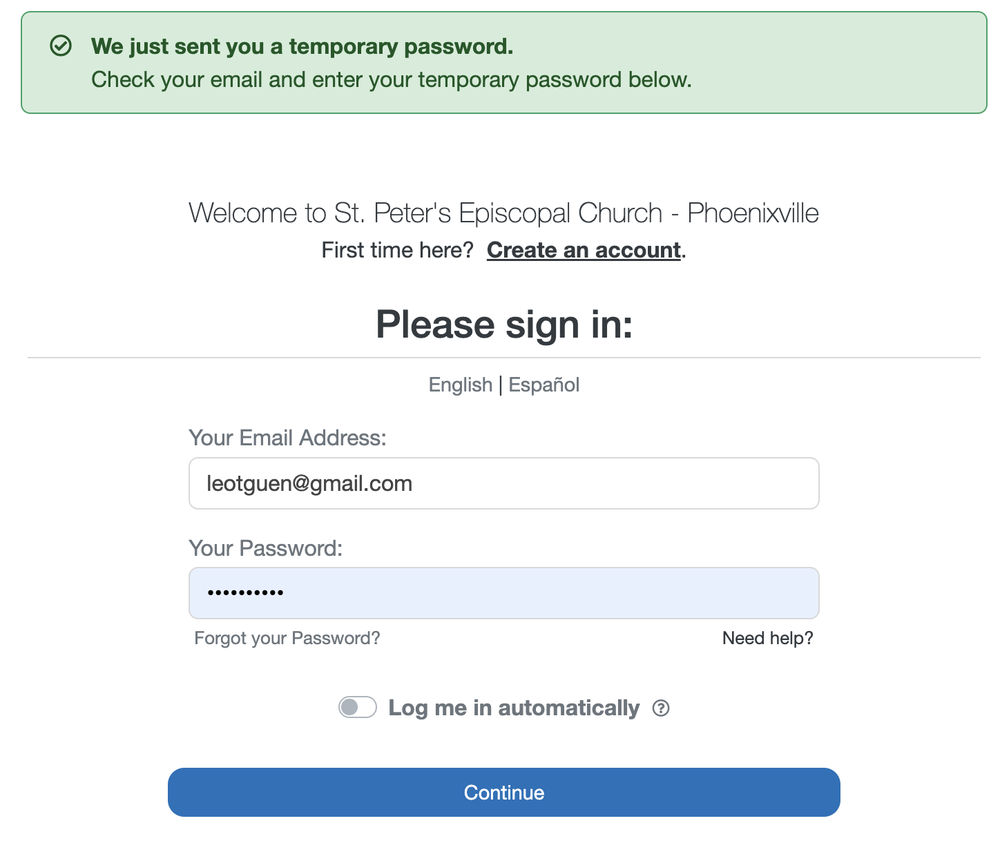 We just sent you a temporary password.
Check your email and enter your temporary password below.
Welcome to St. Peter's Episcopal Church - Phoenixville
First time here? Create an account.
Please sign in:
English | Español
Your Email Address:
leotguen@gmail.com
Your Password:
••••••••••
Forgot your Password? Need help?
Log me in automatically
Continue